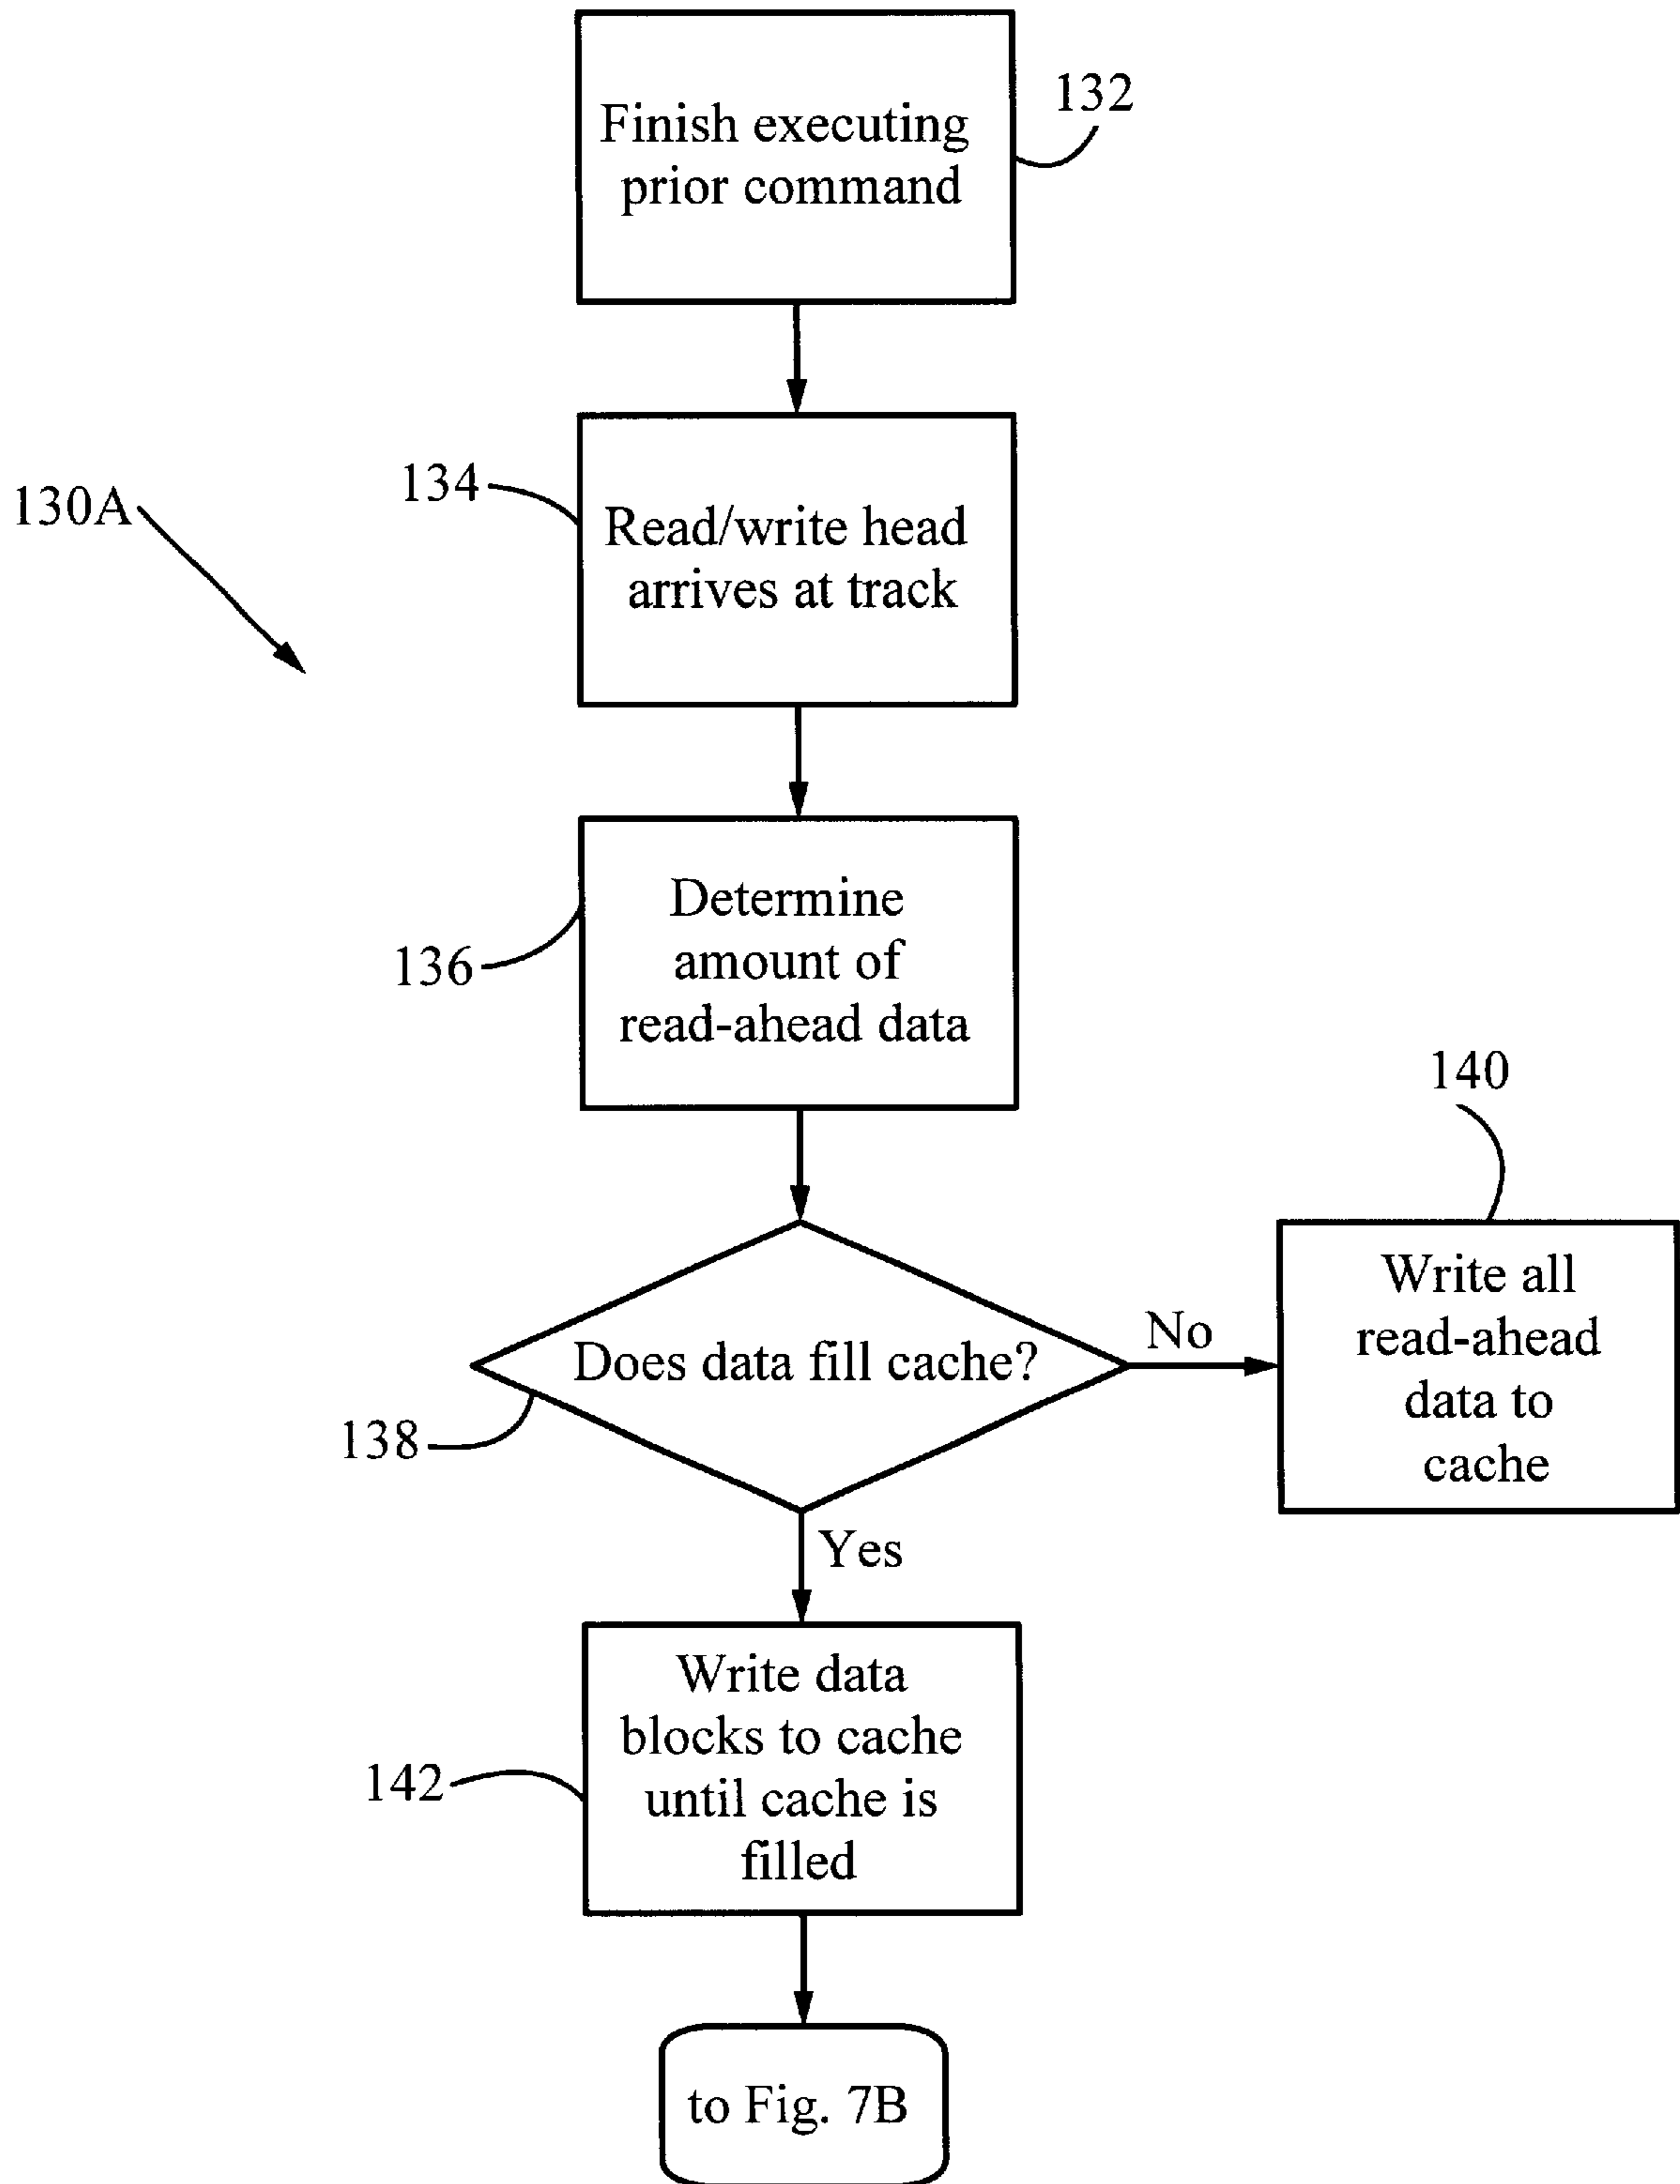 Finish executing
prior command
132
130A
134
Read/write head
arrives at track
136
Determine
amount of
read-ahead data
138
Does data fill cache?
No
140
Write all
read-ahead
data to
cache
Yes
142
Write data
blocks to cache
until cache is
filled
to Fig. 7B